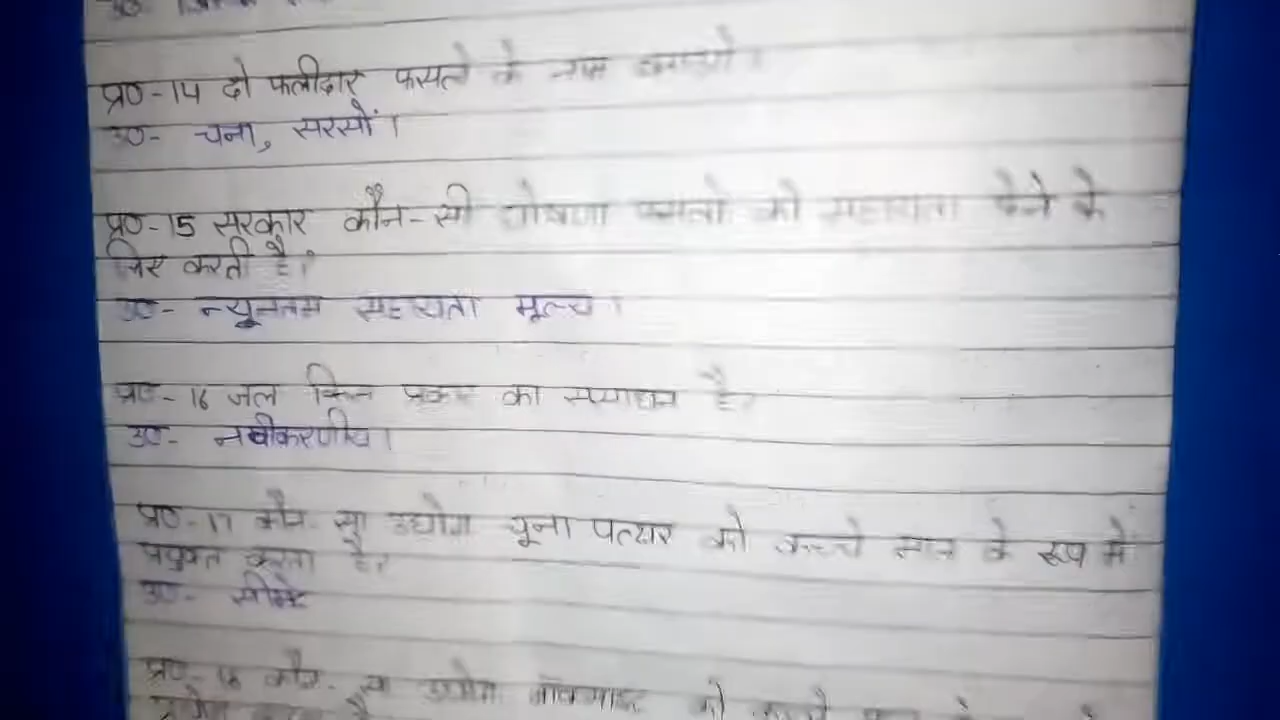 प्र०-14 दो फलीदार फसलो के नाम बताओ।
उ०- चना, सरसों।
प्र०-15 सरकार कौन-सी घोषणा फसलो को सहायता देने के
लिए करती है।
उ०- न्यूनतम सहायता मूल्य।
प्र०-16 जल किस प्रकार का संसाधन है?
उ०- नवीकरणीय।
प्र०-17 कौन-सा उद्योग चूना पत्थर को कच्चे माल के रूप में
प्रयुक्त करता है?
उ०- सीमेंट
प्र०-18 कौन-सा उद्योग बॉक्साइट को कच्चे